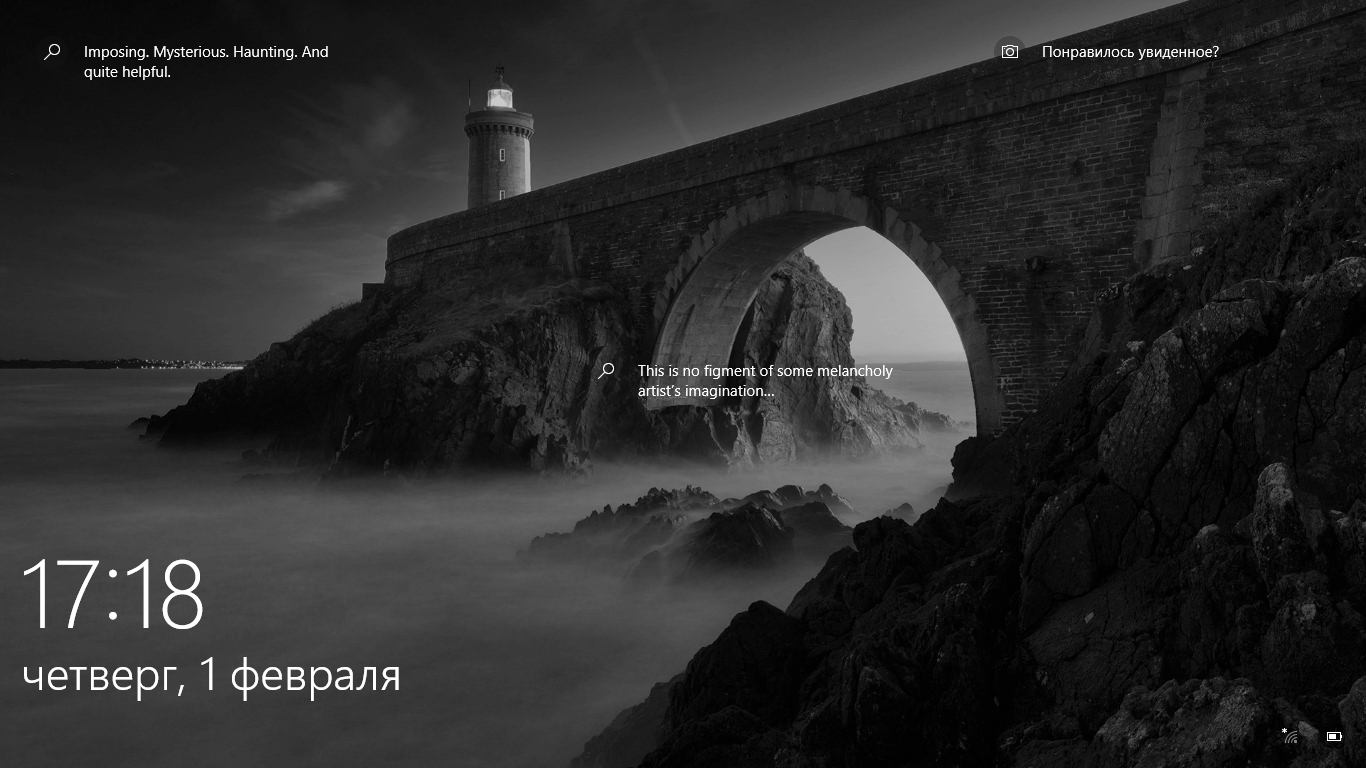 Imposing. Mysterious. Haunting. And
quite helpful.
Понравилось увиденное?
This is no figment of some melancholy
artist's imagination...
17:18
четверг, 1 февраля